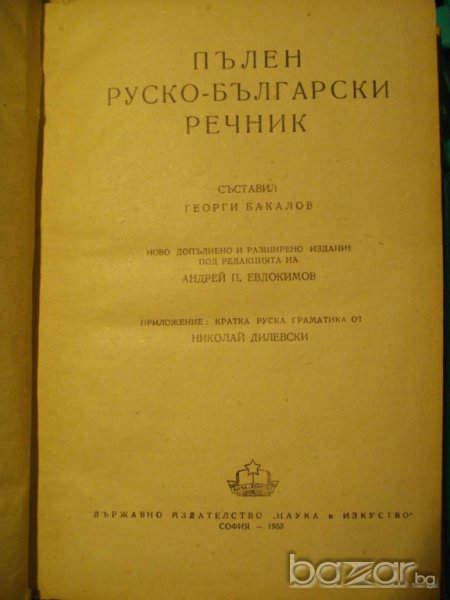 ПЪЛЕН
РУСКО-БЪЛГАРСКИ
РЕЧНИК
СЪСТАВИЛ
ГЕОРГИ БАКАЛОВ
НОВО ДОПЪЛНЕНО И РАЗШИРЕНО ИЗДАНИЕ
ПОД РЕДАКЦИЯТА НА
АНДРЕЙ П. ЕВДОКИМОВ
ПРИЛОЖЕНИЕ: КРАТКА РУСКА ГРАМАТИКА ОТ
НИКОЛАЙ ДИЛЕВСКИ
ДЪРЖАВНО ИЗДАТЕЛСТВО „НАУКА и ИЗКУСТВО"
СОФИЯ — 1953
bazar.bg